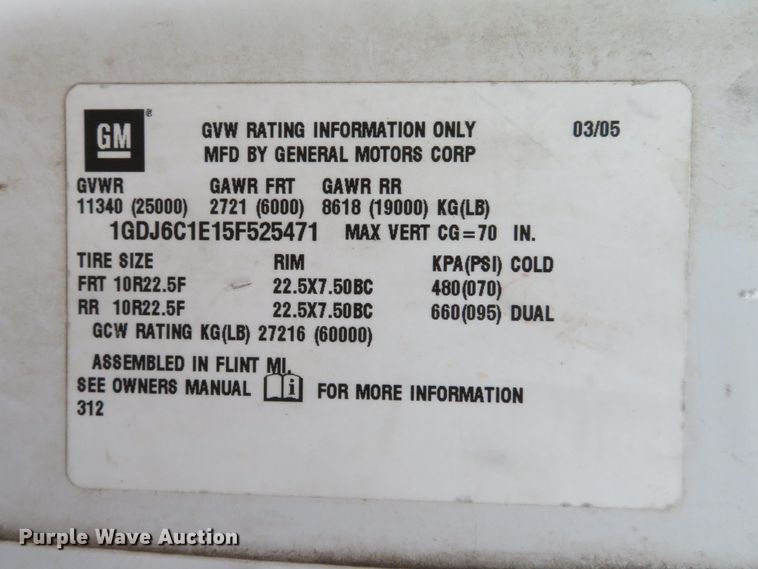 GM ®
GVW RATING INFORMATION ONLY 03/05
MFD BY GENERAL MOTORS CORP
GVWR GAWR FRT GAWR RR
11340 (25000) 2721 (6000) 8618 (19000) KG(LB)
1GDJ6C1E15F525471 MAX VERT CG=70 IN.
TIRE SIZE RIM KPA(PSI) COLD
FRT 10R22.5F 22.5X7.50BC 480(070)
RR 10R22.5F 22.5X7.50BC 660(095) DUAL
GCW RATING KG(LB) 27216 (60000)
ASSEMBLED IN FLINT MI.
SEE OWNERS MANUAL i FOR MORE INFORMATION
312
Purple Wave Auction